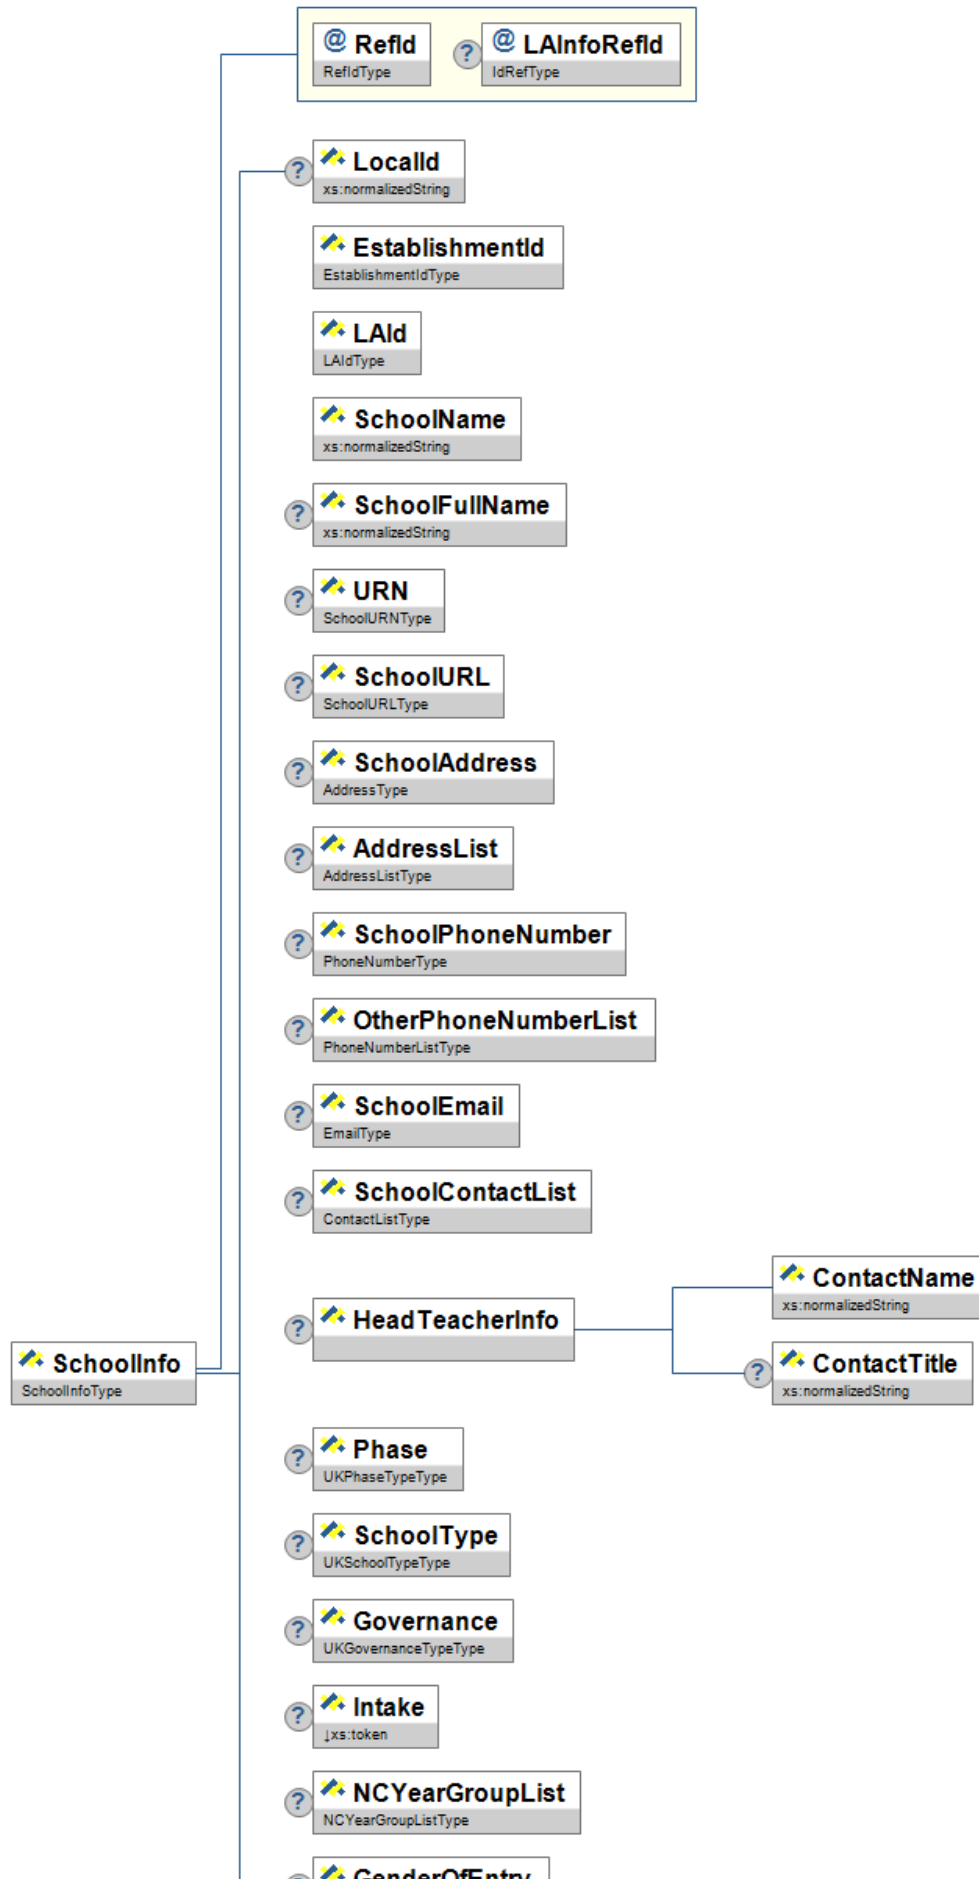 @ RefId
RefIdType
? @ LAInfoRefId
IdRefType
? LocalId
xs:normalizedString
EstablishmentId
EstablishmentIdType
LAId
LAIdType
SchoolName
xs:normalizedString
? SchoolFullName
xs:normalizedString
? URN
SchoolURNType
? SchoolURL
SchoolURLType
? SchoolAddress
AddressType
? AddressList
AddressListType
? SchoolPhoneNumber
PhoneNumberType
? OtherPhoneNumberList
PhoneNumberListType
? SchoolEmail
EmailType
? SchoolContactList
ContactListType
? HeadTeacherInfo
ContactName
xs:normalizedString
? ContactTitle
xs:normalizedString
SchoolInfo
SchoolInfoType
? Phase
UKPhaseTypeType
? SchoolType
UKSchoolTypeType
? Governance
UKGovernanceTypeType
? Intake
↓xs:token
? NCYearGroupList
NCYearGroupListType
? GenderOfEntry